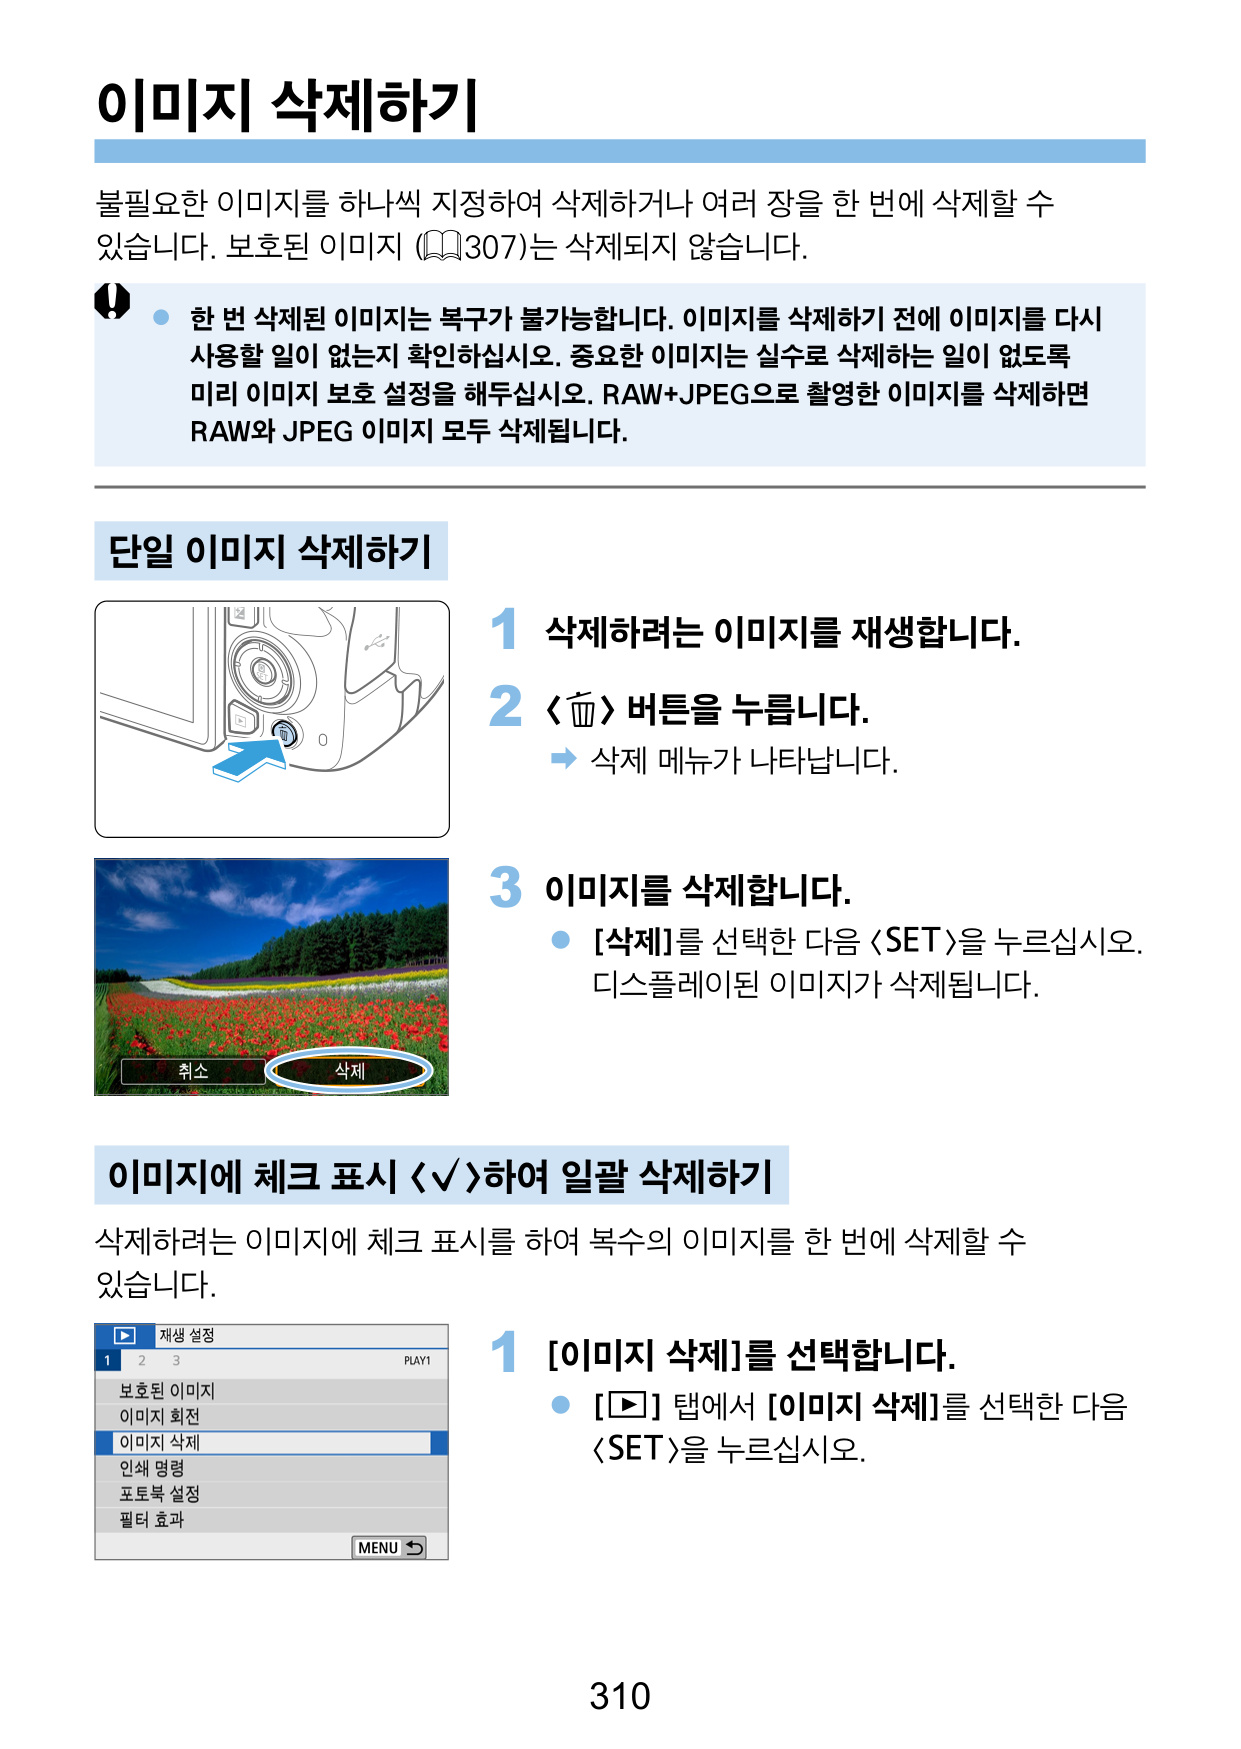 이미지 삭제하기
불필요한 이미지를 하나씩 지정하여 삭제하거나 여러 장을 한 번에 삭제할 수
있습니다. 보호된 이미지 (307)는 삭제되지 않습니다.
● 한 번 삭제된 이미지는 복구가 불가능합니다. 이미지를 삭제하기 전에 이미지를 다시
사용할 일이 없는지 확인하십시오. 중요한 이미지는 실수로 삭제하는 일이 없도록
미리 이미지 보호 설정을 해두십시오. RAW+JPEG으로 촬영한 이미지를 삭제하면
RAW와 JPEG 이미지 모두 삭제됩니다.
단일 이미지 삭제하기
1 삭제하려는 이미지를 재생합니다.
2 〈🗑〉 버튼을 누릅니다.
➡ 삭제 메뉴가 나타납니다.
3 이미지를 삭제합니다.
● [삭제]를 선택한 다음 〈SET〉을 누르십시오.
디스플레이된 이미지가 삭제됩니다.
취소 삭제
이미지에 체크 표시 〈√〉하여 일괄 삭제하기
삭제하려는 이미지에 체크 표시를 하여 복수의 이미지를 한 번에 삭제할 수
있습니다.
재생 설정
1 2 3 PLAY1
보호된 이미지
이미지 회전
이미지 삭제
인쇄 명령
포토북 설정
필터 효과
MENU
1 [이미지 삭제]를 선택합니다.
● [▶] 탭에서 [이미지 삭제]를 선택한 다음
〈SET〉을 누르십시오.
310